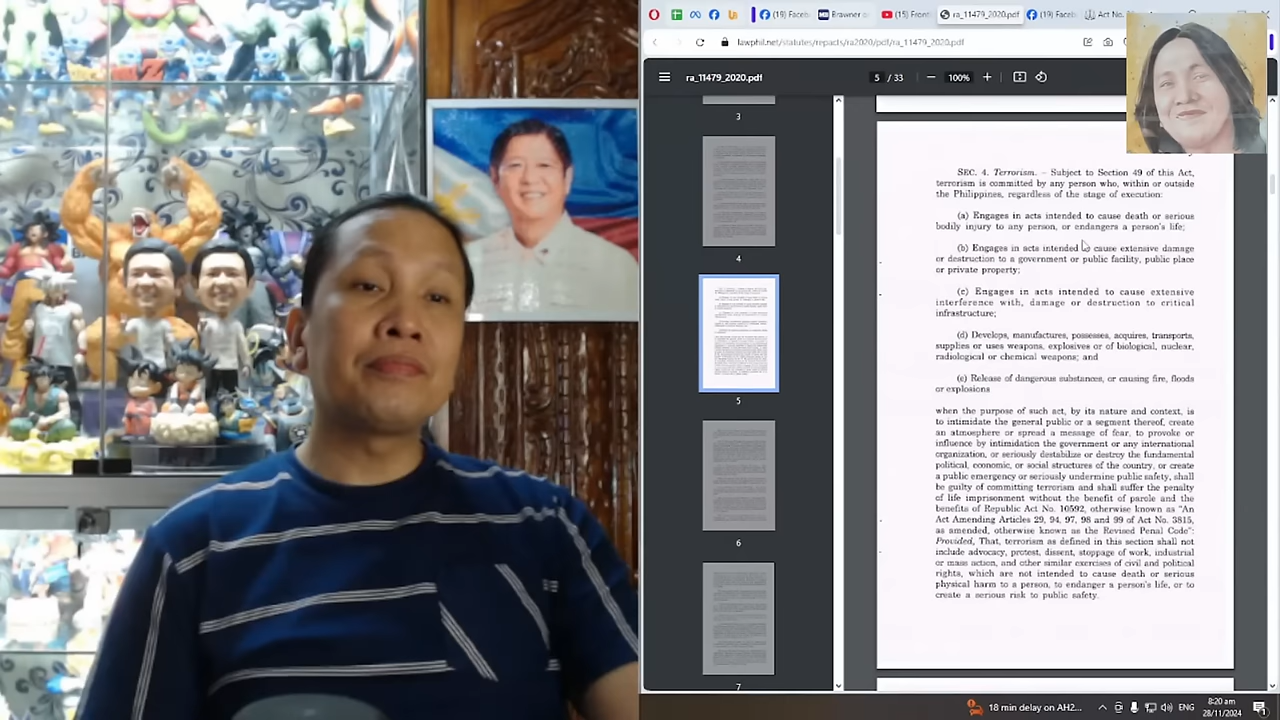 (19) Faceb
Brawner o
(15) Front
ra_11479_2020.pdf
(19) Faceb
Act No.
lawphil.net/statutes/repacts/ra2020/pdf/ra_11479_2020.pdf
ra_11479_2020.pdf
5 / 33
100%
3
4
5
6
7
SEC. 4. Terrorism. – Subject to Section 49 of this Act,
terrorism is committed by any person who, within or outside
the Philippines, regardless of the stage of execution:
(a) Engages in acts intended to cause death or serious
bodily injury to any person, or endangers a person's life;
(b) Engages in acts intended to cause extensive damage
or destruction to a government or public facility, public place
or private property;
(c) Engages in acts intended to cause extensive
interference with, damage or destruction to critical
infrastructure;
(d) Develops, manufactures, possesses, acquires, transports,
supplies or uses weapons, explosives or of biological, nuclear,
radiological or chemical weapons; and
(e) Release of dangerous substances, or causing fire, floods
or explosions
when the purpose of such act, by its nature and context, is
to intimidate the general public or a segment thereof, create
an atmosphere or spread a message of fear, to provoke or
influence by intimidation the government or any international
organization, or seriously destabilize or destroy the fundamental
political, economic, or social structures of the country, or create
a public emergency or seriously undermine public safety, shall
be guilty of committing terrorism and shall suffer the penalty
of life imprisonment without the benefit of parole and the
benefits of Republic Act No. 10592, otherwise known as "An
Act Amending Articles 29, 94, 97, 98 and 99 of Act No. 3815,
as amended, otherwise known as the Revised Penal Code":
Provided, That, terrorism as defined in this section shall not
include advocacy, protest, dissent, stoppage of work, industrial
or mass action, and other similar exercises of civil and political
rights, which are not intended to cause death or serious
physical harm to a person, to endanger a person's life, or to
create a serious risk to public safety.
18 min delay on AH2...
ENG
8:20 am
28/11/2024